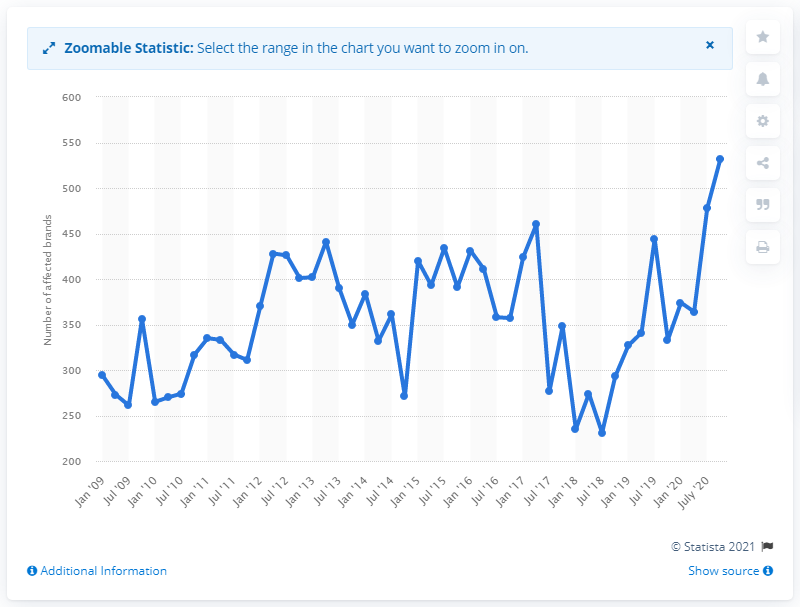 Zoomable Statistic: Select the range in the chart you want to zoom in on.
×
600
550
500
450
400
350
300
250
200
Number of affected brands
Jan '09
Jul '09
Jan '10
Jul '10
Jan '11
Jul '11
Jan '12
Jul '12
Jan '13
Jul '13
Jan '14
Jul '14
Jan '15
Jul '15
Jan '16
Jul '16
Jan '17
Jul '17
Jan '18
Jul '18
Jan '19
Jul '19
Jan '20
July '20
© Statista 2021
Additional Information
Show source